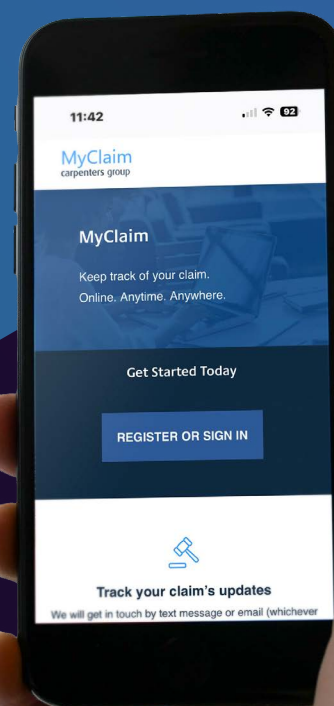 11:42
92
MyClaim
carpenters group
MyClaim
Keep track of your claim.
Online. Anytime. Anywhere.
Get Started Today
REGISTER OR SIGN IN
Track your claim's updates
We will get in touch by text message or email (whichever